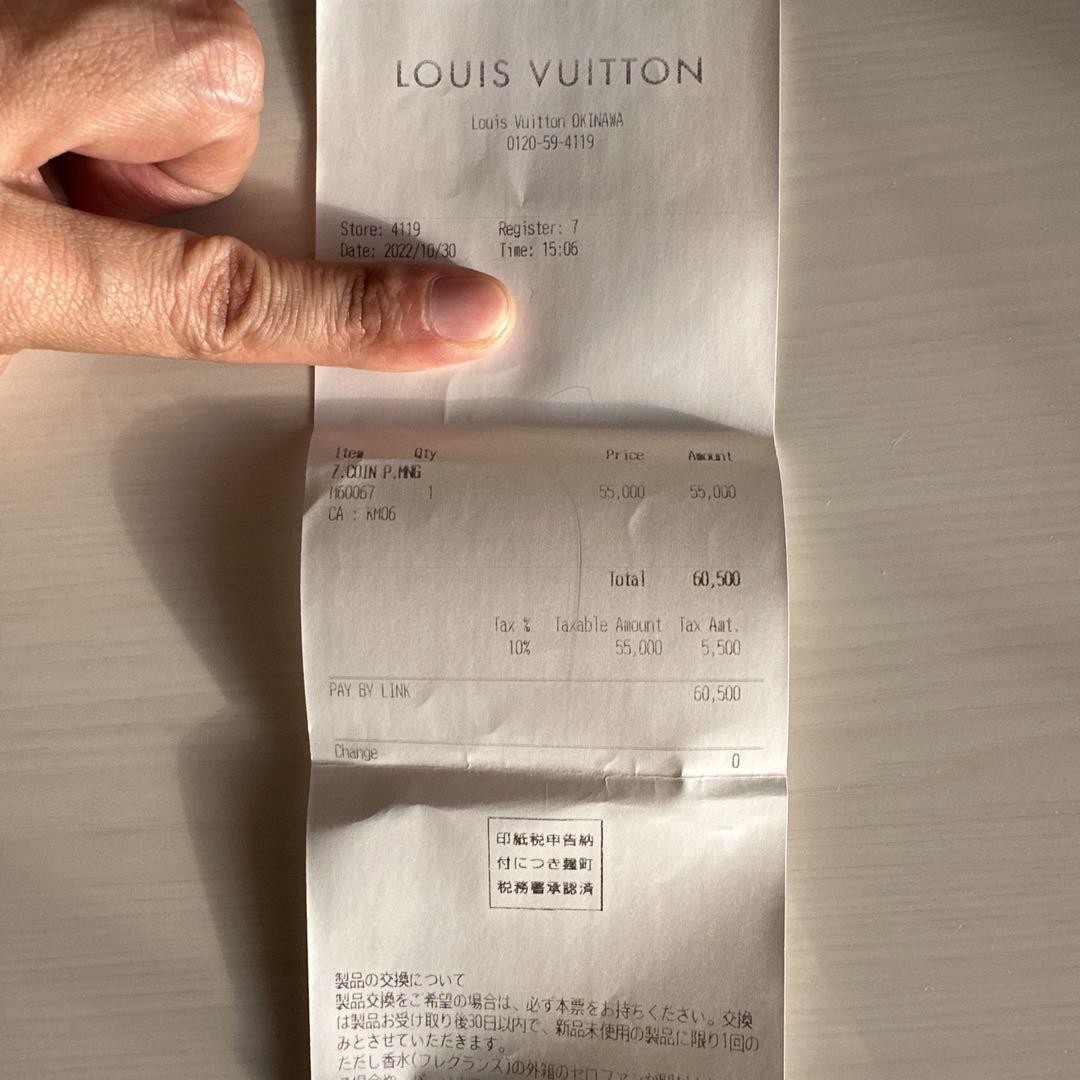 LOUIS VUITTON
Louis Vuitton OKINAWA
0120-59-4119
Store: 4119 Register: 7
Date: 2022/10/30 Time: 15:06
Item Qty Price Amount
Z.COIN P.MNG
M60067 1 55,000 55,000
CA : KM06
Total 60,500
Tax % Taxable Amount Tax Amt.
10% 55,000 5,500
PAY BY LINK 60,500
Change 0
印紙税申告納
付につき麹町
税務署承認済
製品の交換について
製品交換をご希望の場合は、必ず本票をお持ちください。交換
は製品お受け取り後30日以内で、新品未使用の製品に限り1回の
みとさせていただきます。
ただし香水(フレグランス)の外箱のセロファンが